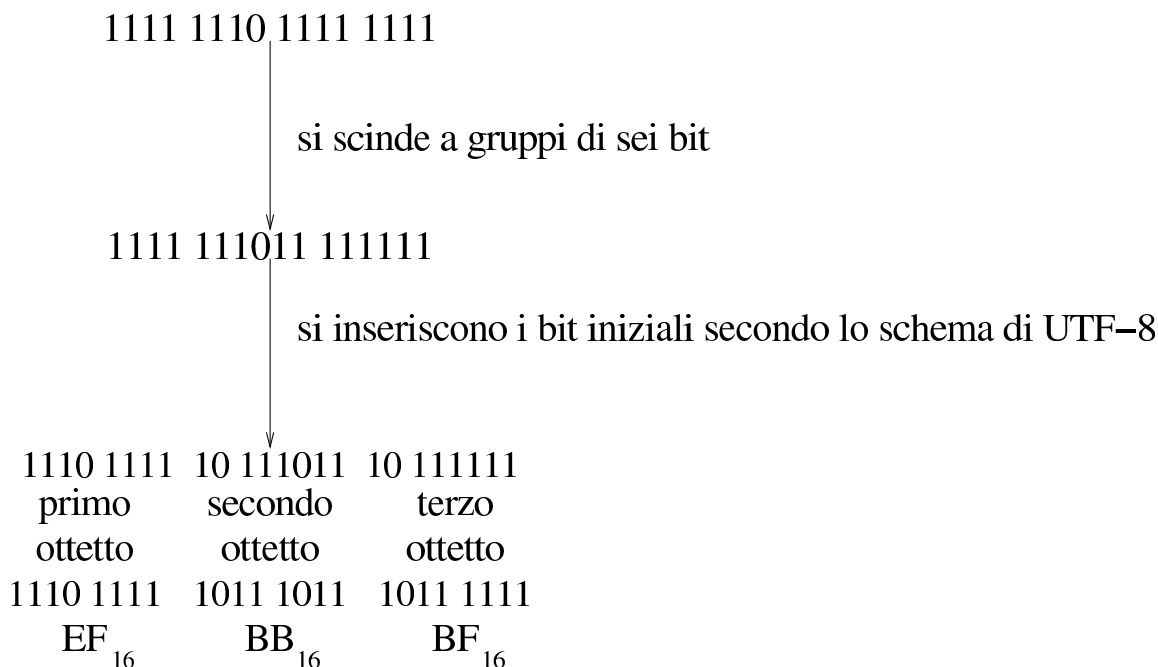 1111 1110 1111 1111
si scinde a gruppi di sei bit
1111 111011 111111
si inseriscono i bit iniziali secondo lo schema di UTF−8
1110 1111 10 111011 10 111111
primo secondo terzo
ottetto ottetto ottetto
1110 1111 1011 1011 1011 1111
EF16 BB16 BF16